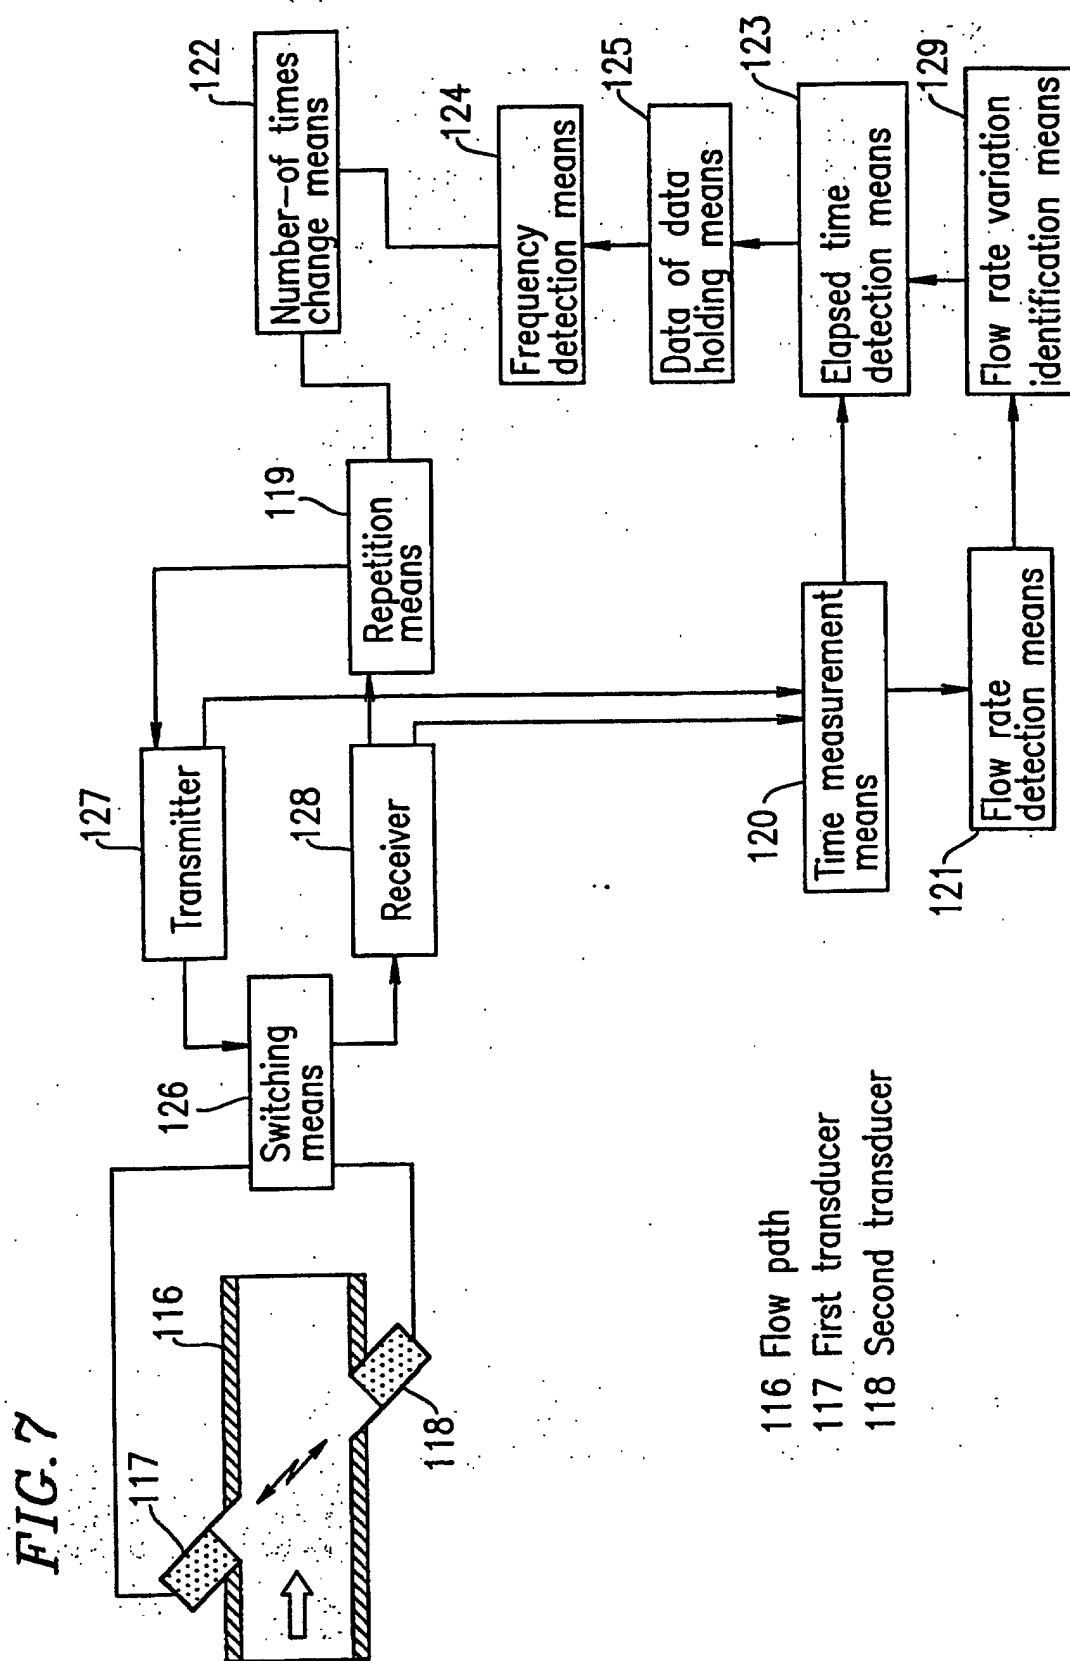 FIG. 7
117
116
118
126
Switching
means
127
Transmitter
128
Receiver
119
Repetition
means
122
Number-of times
change means
124
Frequency
detection means
125
Data of data
holding means
123
Elapsed time
detection means
129
Flow rate variation
identification means
120
Time measurement
means
121
Flow rate
detection means
116 Flow path
117 First transducer
118 Second transducer